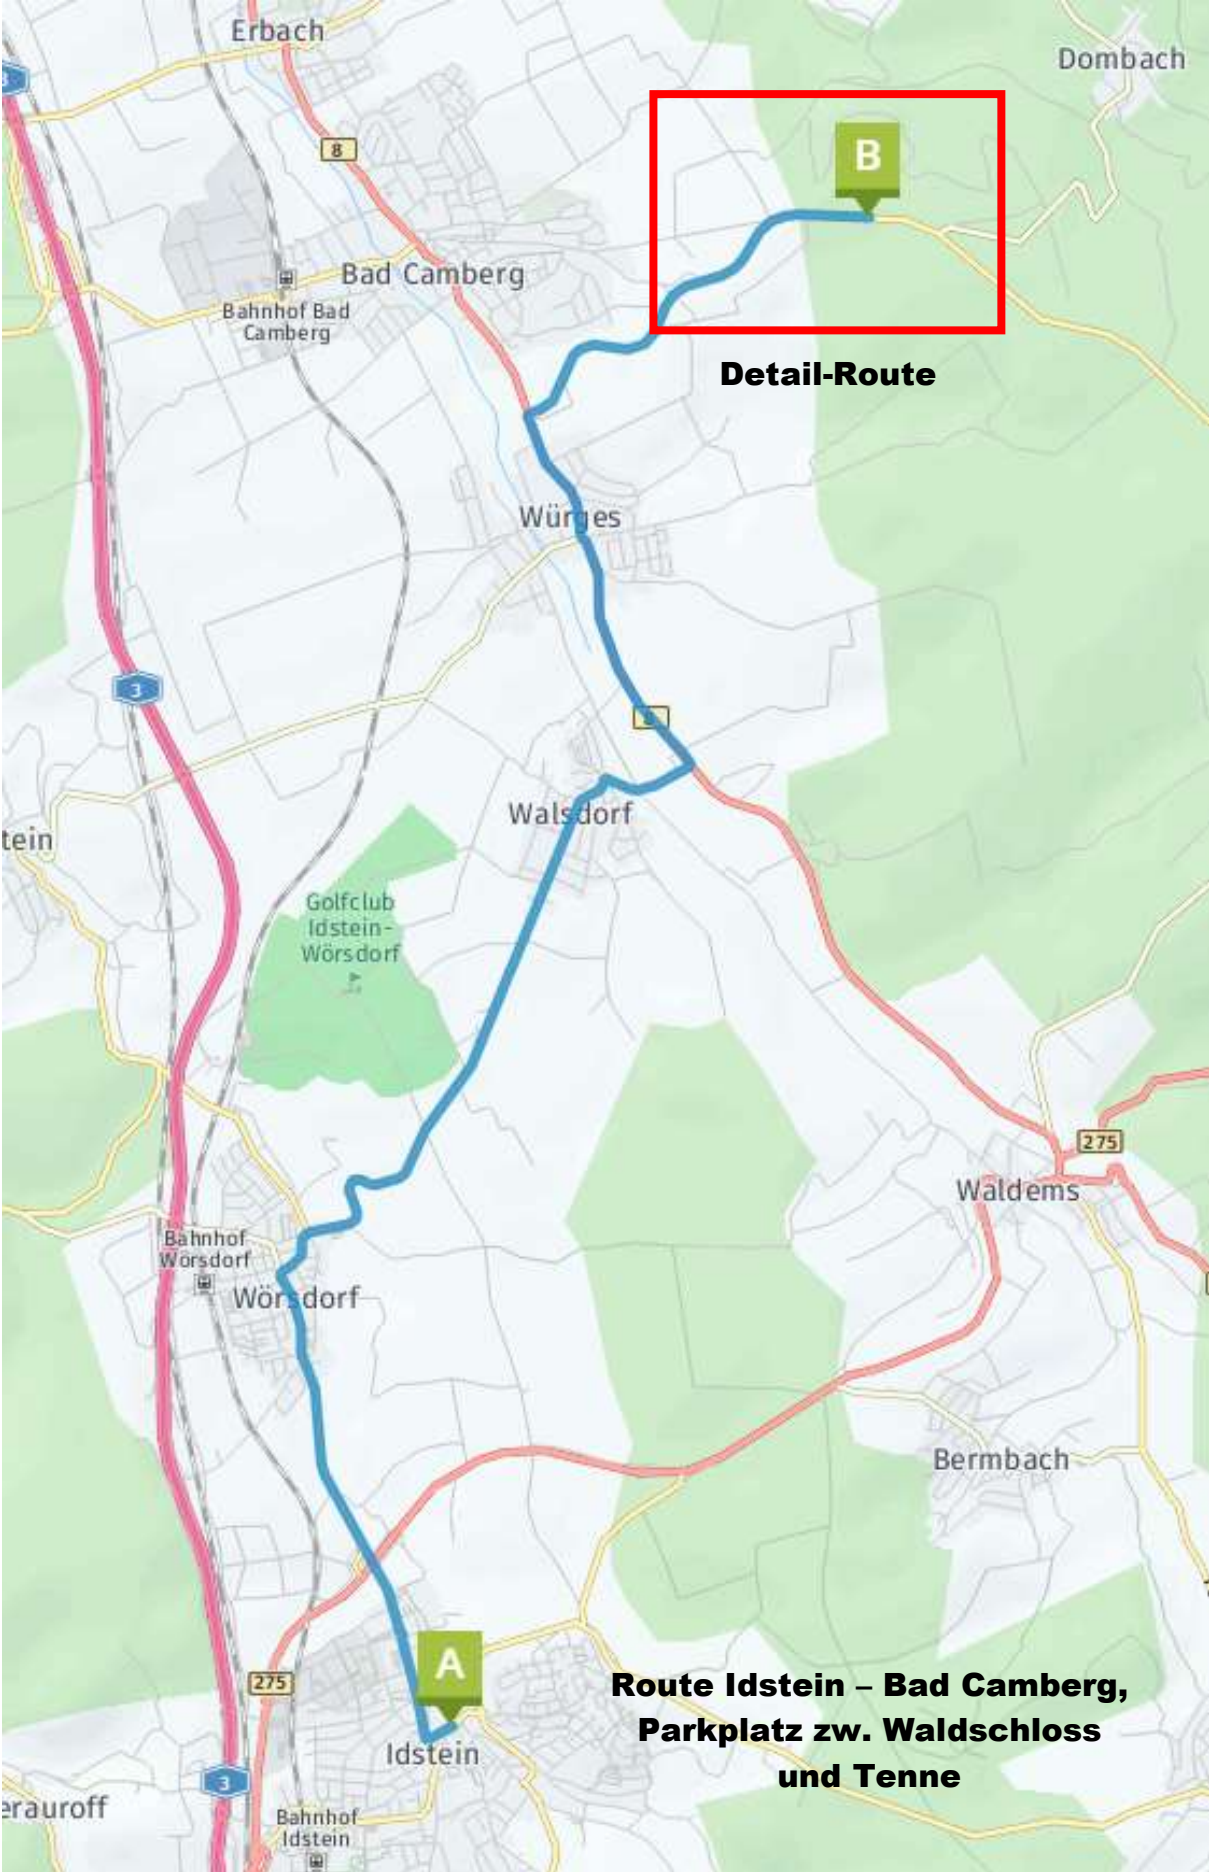 Erbach
Dombach
3
8
B
Bad Camberg
Bahnhof Bad
Camberg
Detail-Route
Würges
3
8
Walsdorf
tein
Golfclub
Idstein-
Wörsdorf
275
Waldems
Bahnhof
Wörsdorf
Wörsdorf
Bermbach
A
275
Route Idstein – Bad Camberg,
Parkplatz zw. Waldschloss
und Tenne
Idstein
3
erauroff
Bahnhof
Idstein